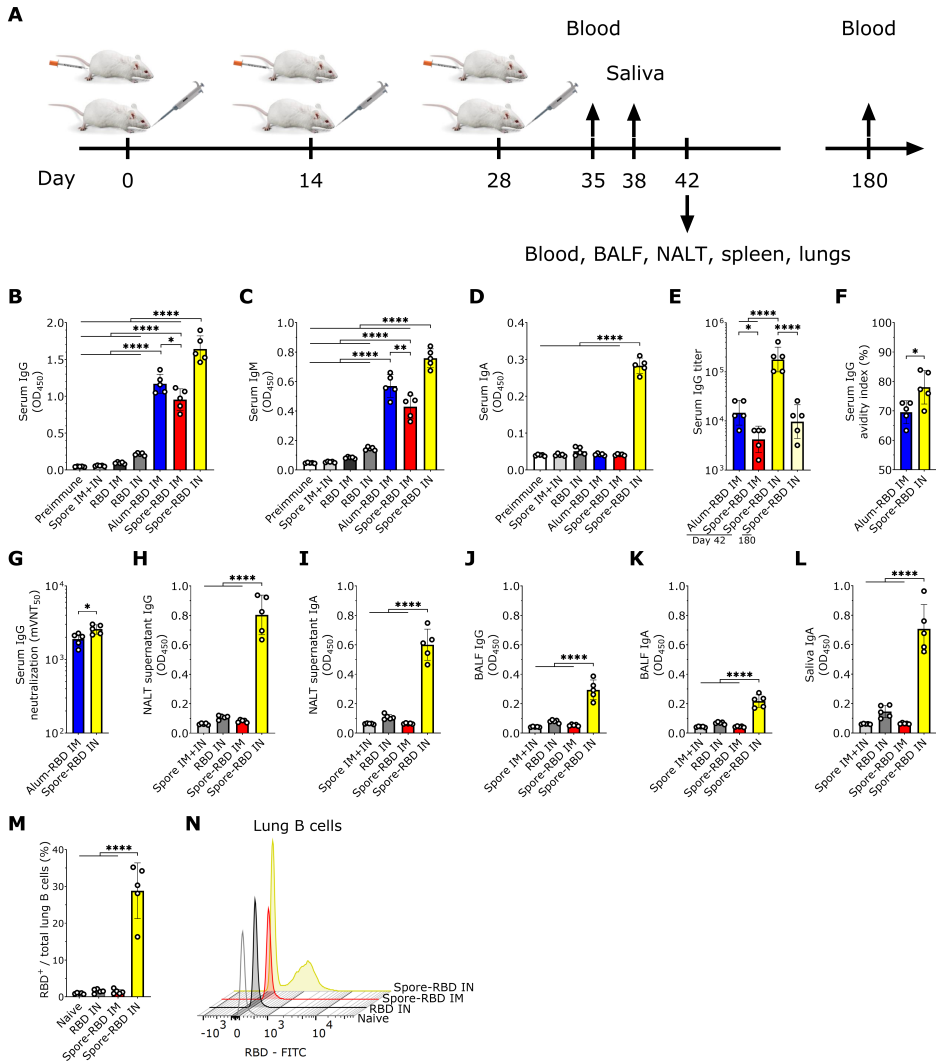 A
Blood
Blood
Saliva
Day
0
14
28
35
38
42
180
Blood, BALF, NALT, spleen, lungs
B
Serum IgG
(OD450)
2.0
1.5
1.0
0.5
0.0
****
****
*
****
Preimmune
Spore IM+IN
RBD IM
RBD IN
Alum-RBD IM
Spore-RBD IM
Spore-RBD IN
C
Serum IgM
(OD450)
1.0
0.8
0.6
0.4
0.2
0.0
****
****
**
****
Preimmune
Spore IM+IN
RBD IM
RBD IN
Alum-RBD IM
Spore-RBD IM
Spore-RBD IN
D
Serum IgA
(OD450)
0.4
0.3
0.2
0.1
0.0
****
Preimmune
Spore IM+IN
RBD IM
RBD IN
Alum-RBD IM
Spore-RBD IM
Spore-RBD IN
E
Serum IgG titer
10^6
10^5
10^4
10^3
****
*
****
Alum-RBD IM
Spore-RBD IM
Spore-RBD IN
Spore-RBD IN
Day 42
180
F
Serum IgG
avidity index (%)
100
90
80
70
60
50
*
Alum-RBD IM
Spore-RBD IN
G
Serum IgG
neutralization (mVNT50)
10^4
10^3
10^2
*
Alum-RBD IM
Spore-RBD IN
H
NALT supernatant IgG
(OD450)
1.0
0.8
0.6
0.4
0.2
0.0
****
Spore IM+IN
RBD IN
Spore-RBD IM
Spore-RBD IN
I
NALT supernatant IgA
(OD450)
1.0
0.8
0.6
0.4
0.2
0.0
****
Spore IM+IN
RBD IN
Spore-RBD IM
Spore-RBD IN
J
BALF IgG
(OD450)
1.0
0.8
0.6
0.4
0.2
0.0
****
Spore IM+IN
RBD IN
Spore-RBD IM
Spore-RBD IN
K
BALF IgA
(OD450)
1.0
0.8
0.6
0.4
0.2
0.0
****
Spore IM+IN
RBD IN
Spore-RBD IM
Spore-RBD IN
L
Saliva IgA
(OD450)
1.0
0.8
0.6
0.4
0.2
0.0
****
Spore IM+IN
RBD IN
Spore-RBD IM
Spore-RBD IN
M
RBD+ / total lung B cells (%)
40
30
20
10
0
****
Naive
RBD IN
Spore-RBD IM
Spore-RBD IN
N
Lung B cells
Spore-RBD IN
Spore-RBD IM
RBD IN
Naive
-10^3
0
10^3
10^4
RBD - FITC